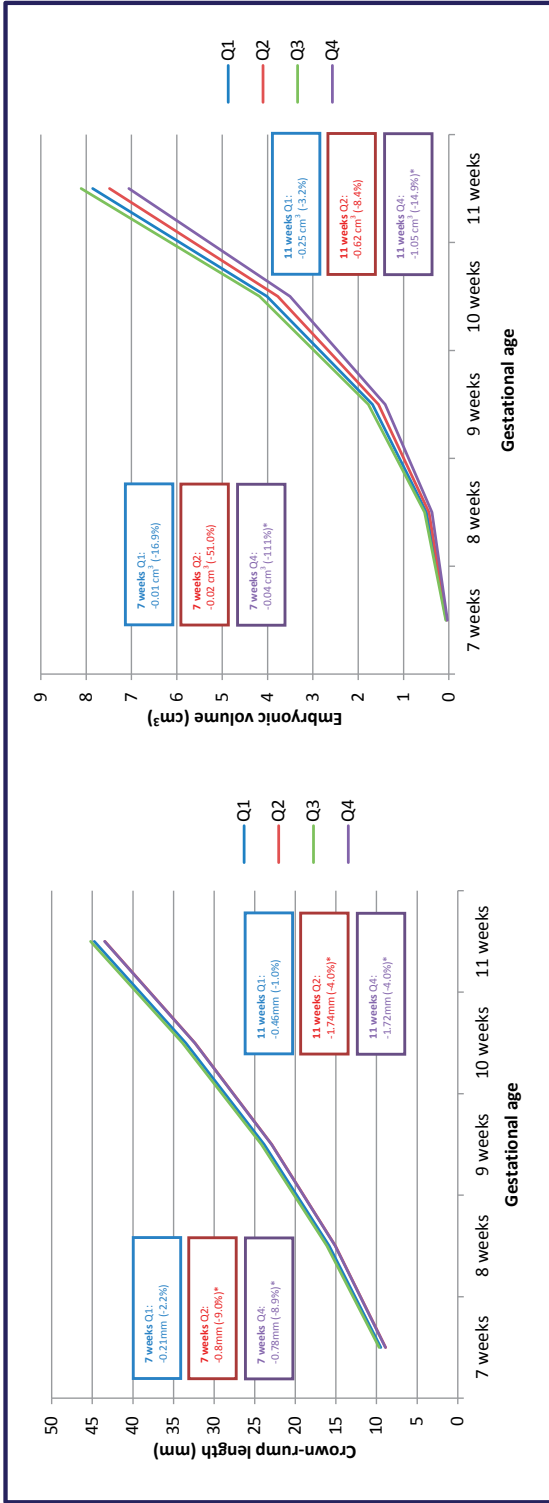 Crown-rump length (mm)
50
45
40
35
30
25
20
15
10
5
0
7 weeks Q1:
-0.21mm (-2.2%)
7 weeks Q2:
-0.8mm (-9.0%)*
7 weeks Q4:
-0.78mm (-8.9%)*
11 weeks Q1:
-0.46mm (-1.0%)
11 weeks Q2:
-1.74mm (-4.0%)*
11 weeks Q4:
-1.72mm (-4.0%)*
7 weeks
8 weeks
9 weeks
10 weeks
11 weeks
Gestational age
Q1
Q2
Q3
Q4
Embryonic volume (cm³)
9
8
7
6
5
4
3
2
1
0
7 weeks Q1:
-0.01 cm³ (-16.9%)
7 weeks Q2:
-0.02 cm³ (-51.0%)
7 weeks Q4:
-0.04 cm³ (-111%)*
11 weeks Q1:
-0.25 cm³ (-3.2%)
11 weeks Q2:
-0.62 cm³ (-8.4%)
11 weeks Q4:
-1.05 cm³ (-14.9%)*
7 weeks
8 weeks
9 weeks
10 weeks
11 weeks
Gestational age
Q1
Q2
Q3
Q4